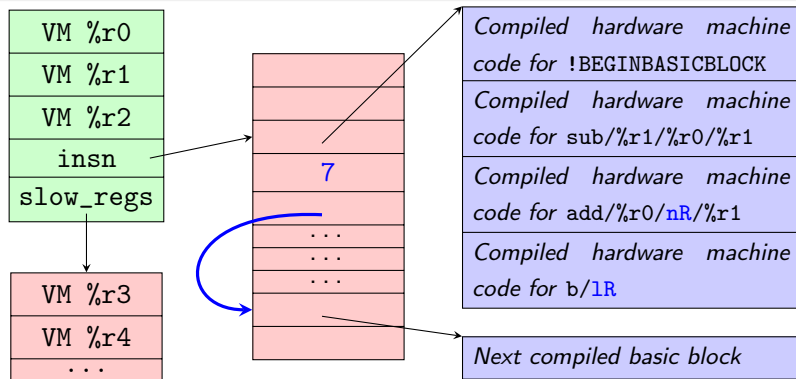 VM %r0
VM %r1
VM %r2
insn
slow_regs
VM %r3
VM %r4
...
7
...
...
...
Compiled hardware machine
code for !BEGINBASICBLOCK
Compiled hardware machine
code for sub/%r1/%r0/%r1
Compiled hardware machine
code for add/%r0/nR/%r1
Compiled hardware machine
code for b/lR
Next compiled basic block